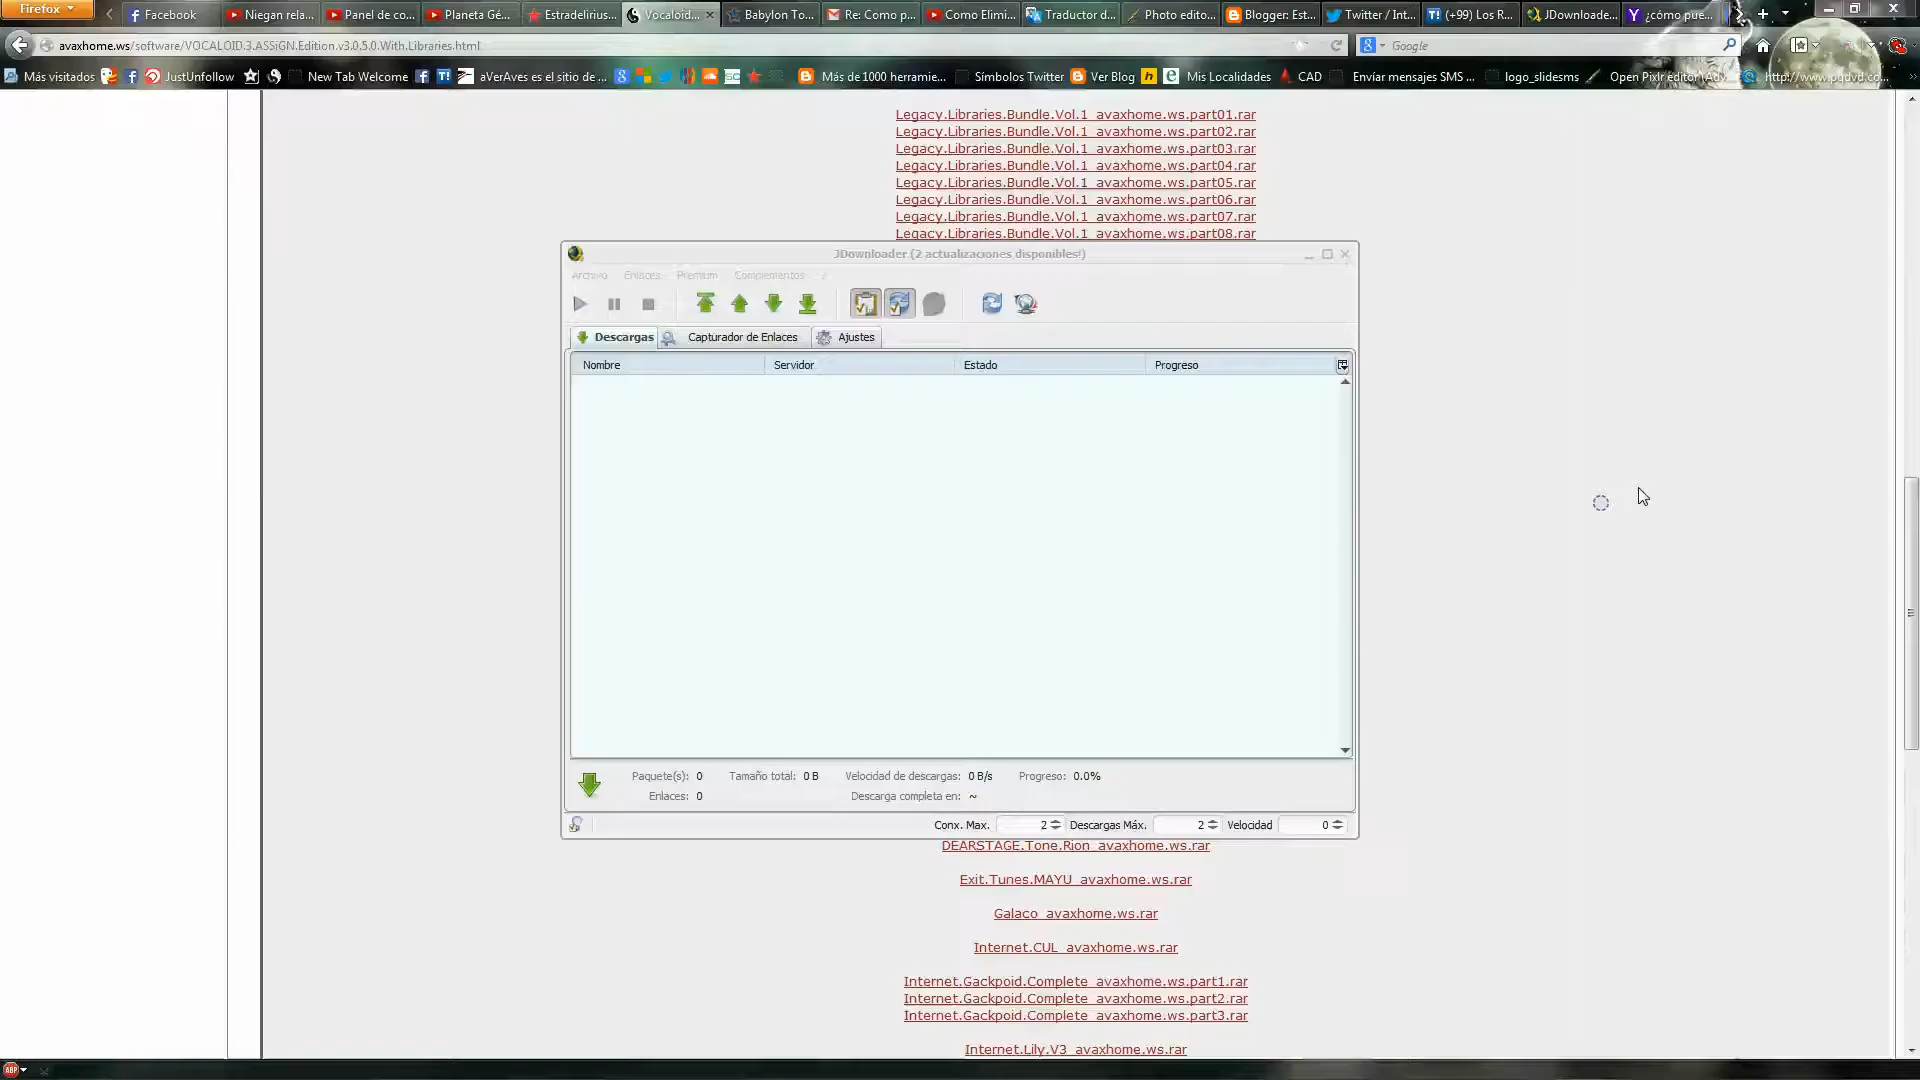 Firefox
Facebook
Niegan rela...
Panel de co...
Planeta Gé...
Estradelirius...
Vocaloid...
Babylon To...
Re: Como p...
Como Elimi...
Traductor d...
Photo edito...
Blogger: Est...
Twitter / Int...
(+99) Los R...
JDownloade...
¿cómo pue...
avaxhome.ws/software/VOCALOID.3.ASSiGN.Edition.v3.0.5.0.With.Libraries.html
Google
Más visitados
JustUnfollow
New Tab Welcome
aVerAves es el sitio de ...
Más de 1000 herramie...
Símbolos Twitter
Ver Blog
Mis Localidades
CAD
Envíar mensajes SMS ...
logo_slidesms
Open Pixlr editor \Adv...
http://www.pqdvd.co...
Legacy.Libraries.Bundle.Vol.1_avaxhome.ws.part01.rar
Legacy.Libraries.Bundle.Vol.1_avaxhome.ws.part02.rar
Legacy.Libraries.Bundle.Vol.1_avaxhome.ws.part03.rar
Legacy.Libraries.Bundle.Vol.1_avaxhome.ws.part04.rar
Legacy.Libraries.Bundle.Vol.1_avaxhome.ws.part05.rar
Legacy.Libraries.Bundle.Vol.1_avaxhome.ws.part06.rar
Legacy.Libraries.Bundle.Vol.1_avaxhome.ws.part07.rar
Legacy.Libraries.Bundle.Vol.1_avaxhome.ws.part08.rar
JDownloader (2 actualizaciones disponibles!)
Archivo Enlaces Premium Complementos
Descargas Capturador de Enlaces Ajustes
Nombre Servidor Estado Progreso
Paquete(s): 0 Tamaño total: 0 B Velocidad de descargas: 0 B/s Progreso: 0.0%
Enlaces: 0 Descarga completa en: ~
Conx. Max. 2 Descargas Máx. 2 Velocidad 0
DEARSTAGE.Tone.Rion_avaxhome.ws.rar
Exit.Tunes.MAYU_avaxhome.ws.rar
Galaco_avaxhome.ws.rar
Internet.CUL_avaxhome.ws.rar
Internet.Gackpoid.Complete_avaxhome.ws.part1.rar
Internet.Gackpoid.Complete_avaxhome.ws.part2.rar
Internet.Gackpoid.Complete_avaxhome.ws.part3.rar
Internet.Lily.V3_avaxhome.ws.rar
ABP